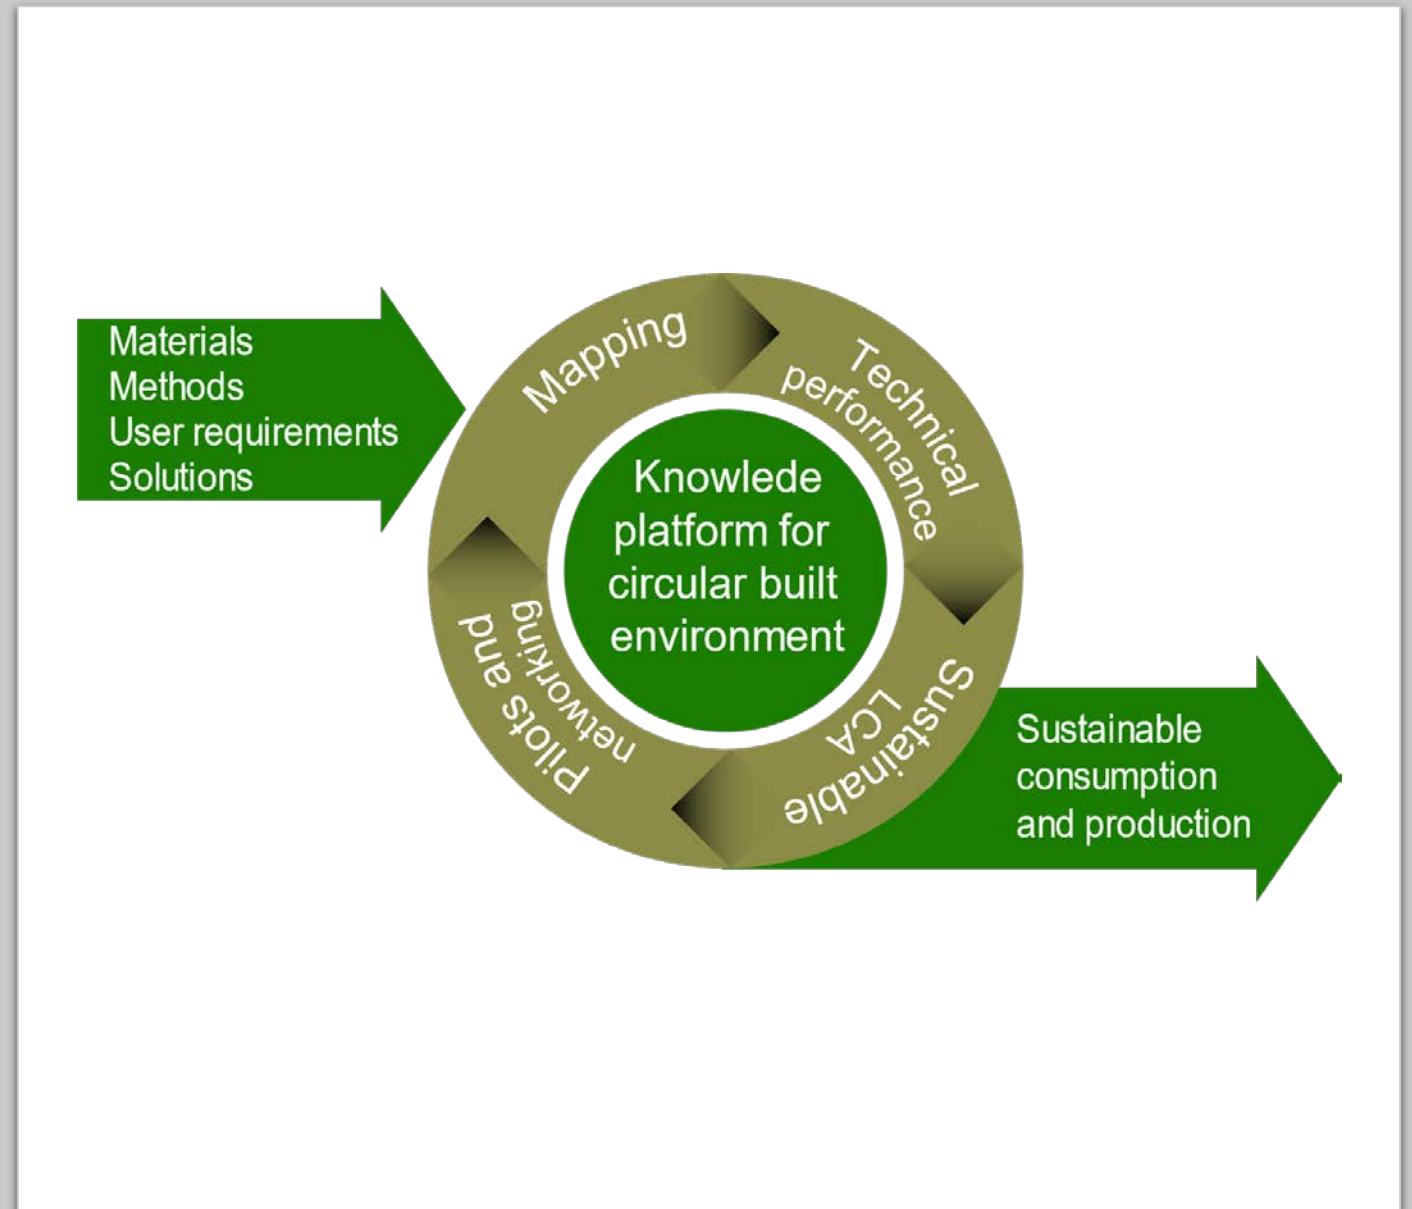 Materials
Methods
User requirements
Solutions
Mapping
Technical
performance
Sustainable
LCA
Pilots and
networking
Knowlede
platform for
circular built
environment
Sustainable
consumption
and production